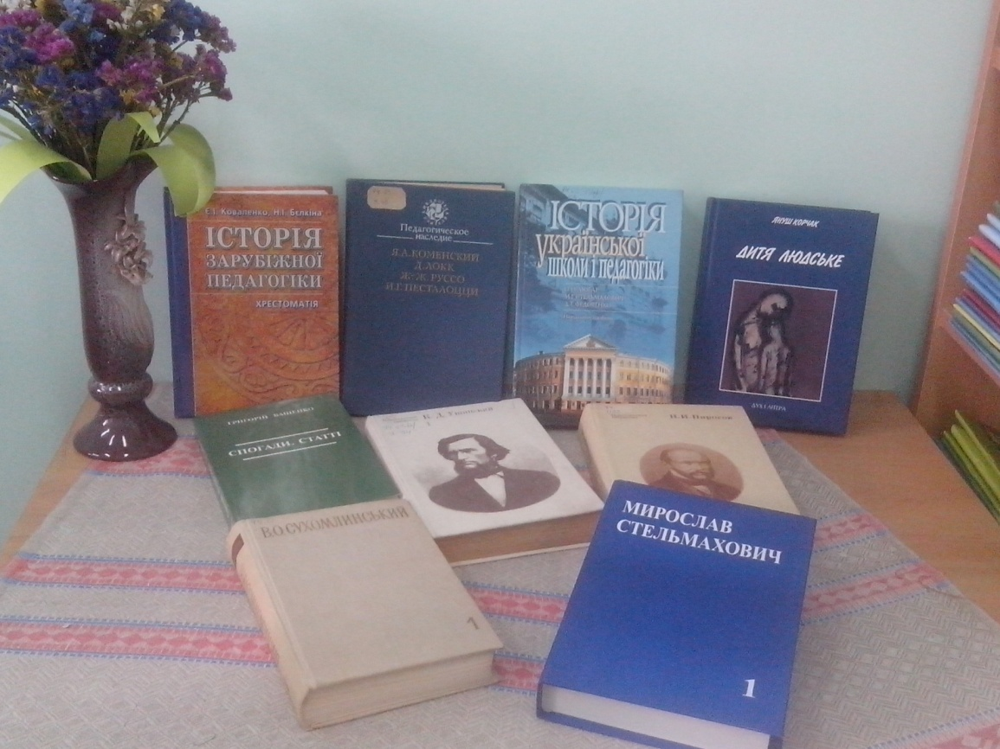 Є.І. Коваленко, Н.І. Бєлкіна
ІСТОРІЯ
ЗАРУБІЖНОЇ
ПЕДАГОГІКИ
ХРЕСТОМАТІЯ
Педагогическое
наследие
Я.А.КОМЕНСКИЙ
Д.ЛОКК
Ж.-Ж. РУССО
И.Г.ПЕСТАЛОЦЦИ
ІСТОРІЯ
української
школи і педагогіки
ЯНУШ КОРЧАК
ДИТЯ ЛЮДСЬКЕ
ДУХ І ЛІТЕРА
ГРИГОРІЙ ВАЩЕНКО
СПОГАДИ. СТАТТІ
К. Д. Ушинский
Н. И. Пирогов
В.О.СУХОМЛИНСЬКИЙ
1
МИРОСЛАВ
СТЕЛЬМАХОВИЧ
1